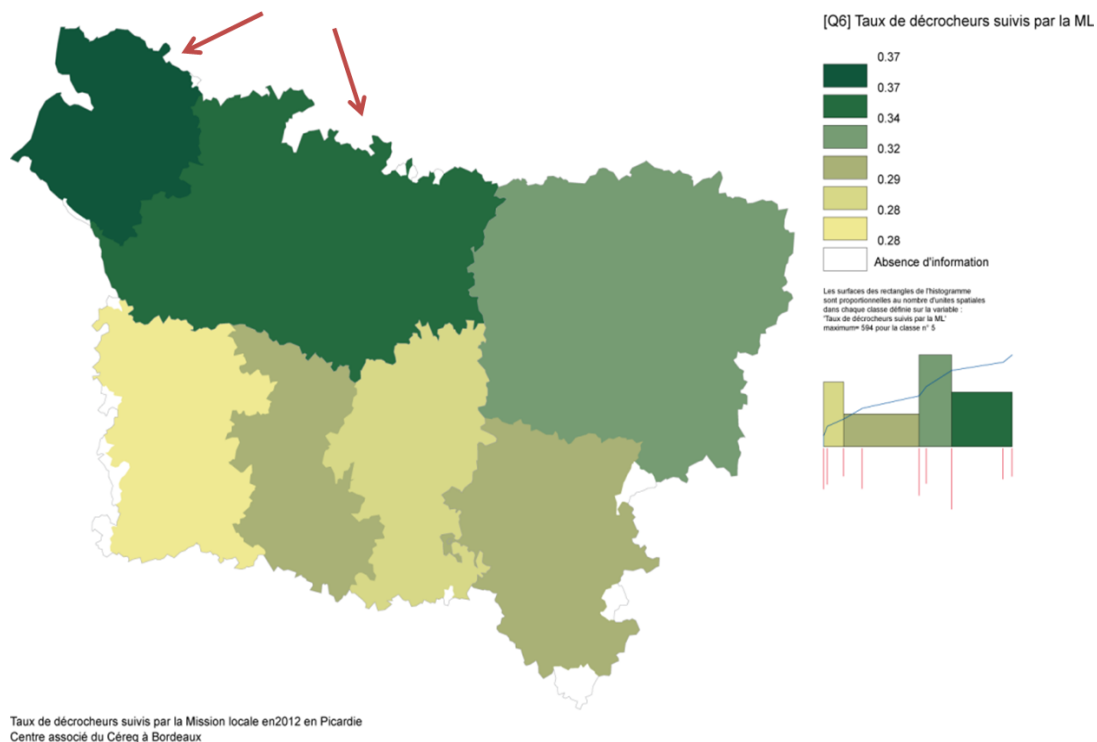 [Q6] Taux de décrocheurs suivis par la ML
0.37
0.37
0.34
0.32
0.29
0.28
0.28
Absence d'information
Les surfaces des rectangles de l'histogramme
sont proportionnelles au nombre d'unites spatiales
dans chaque classe définie sur la variable :
'Taux de décrocheurs suivis par la ML'
maximum= 594 pour la classe n° 5
Taux de décrocheurs suivis par la Mission locale en2012 en Picardie
Centre associé du Céreq à Bordeaux